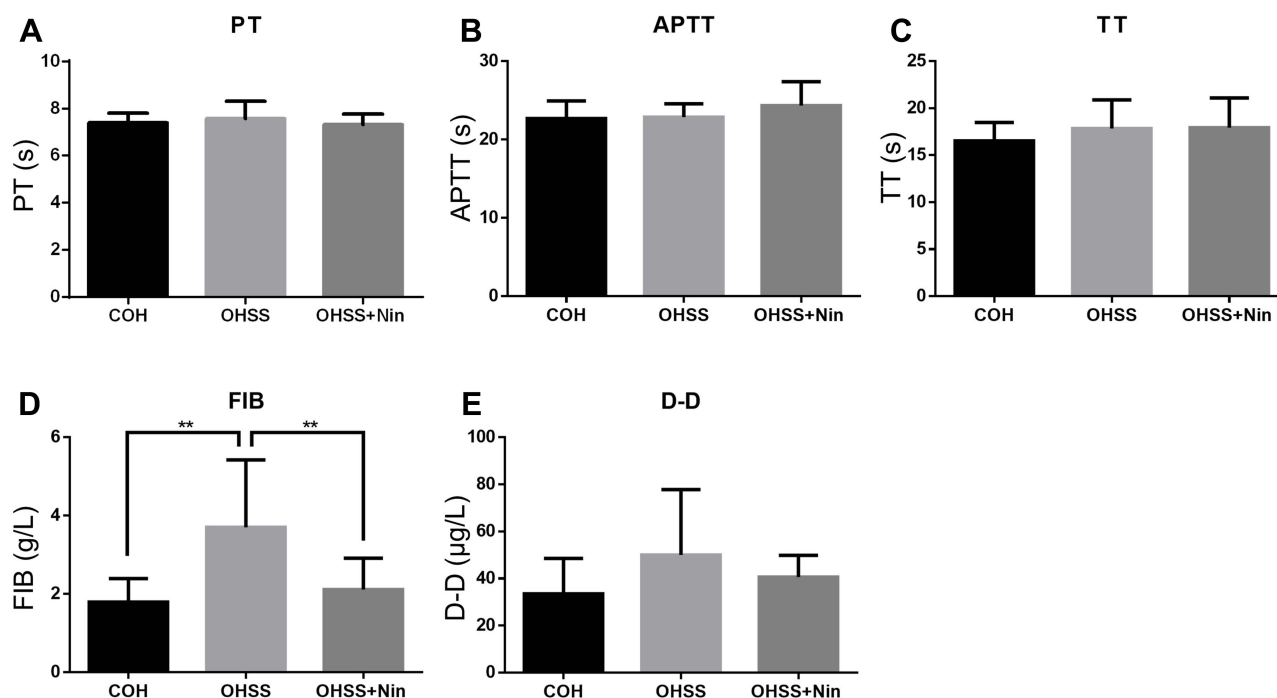 A
PT
PT (s)
10
8
6
4
2
0
COH
OHSS
OHSS+Nin
B
APTT
APTT (s)
30
20
10
0
COH
OHSS
OHSS+Nin
C
TT
TT (s)
25
20
15
10
5
0
COH
OHSS
OHSS+Nin
D
FIB
FIB (g/L)
6
4
2
0
**
**
COH
OHSS
OHSS+Nin
E
D-D
D-D (µg/L)
100
80
60
40
20
0
COH
OHSS
OHSS+Nin